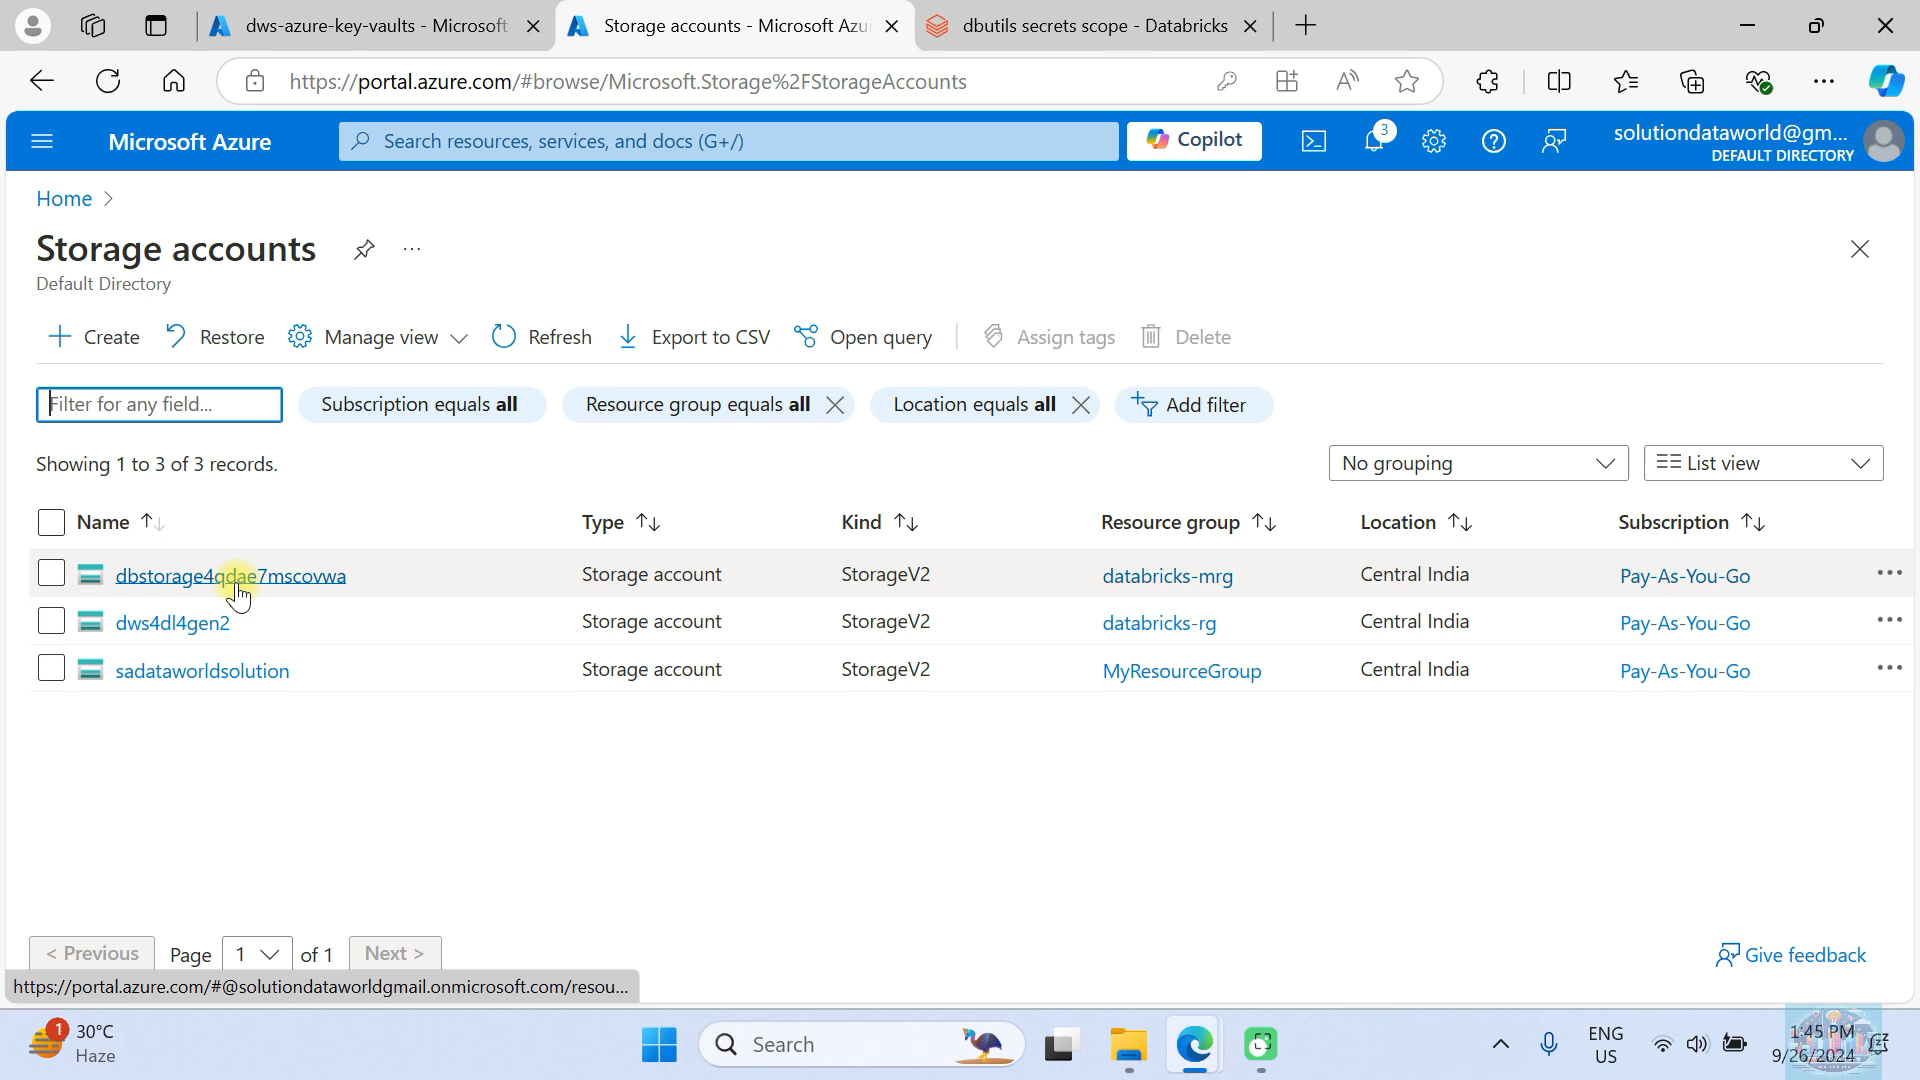 dws-azure-key-vaults - Microsoft
Storage accounts - Microsoft Azu
dbutils secrets scope - Databricks
https://portal.azure.com/#browse/Microsoft.Storage%2FStorageAccounts
Microsoft Azure
Search resources, services, and docs (G+/)
Copilot
3
solutiondataworld@gm...
DEFAULT DIRECTORY
Home >
Storage accounts
Default Directory
Create
Restore
Manage view
Refresh
Export to CSV
Open query
Assign tags
Delete
Filter for any field...
Subscription equals all
Resource group equals all
Location equals all
Add filter
Showing 1 to 3 of 3 records.
No grouping
List view
Name Type Kind Resource group Location Subscription
dbstorage4qdae7mscovwa Storage account StorageV2 databricks-mrg Central India Pay-As-You-Go
dws4dl4gen2 Storage account StorageV2 databricks-rg Central India Pay-As-You-Go
sadataworldsolution Storage account StorageV2 MyResourceGroup Central India Pay-As-You-Go
< Previous Page 1 of 1 Next >
Give feedback
https://portal.azure.com/#@solutiondataworldgmail.onmicrosoft.com/resou...
1
30°C
Haze
Search
ENG
US
1:45 PM
9/26/2024